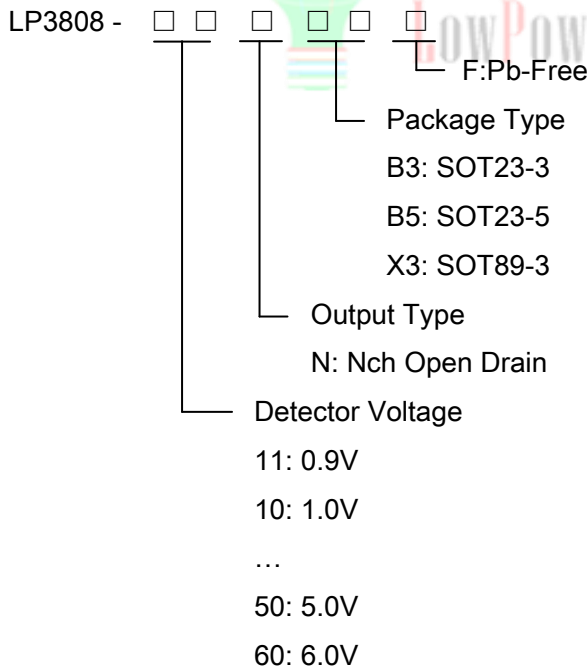 LP3808 - □ □ □ □ □ □
LowPow
F:Pb-Free
Package Type
B3: SOT23-3
B5: SOT23-5
X3: SOT89-3
Output Type
N: Nch Open Drain
Detector Voltage
11: 0.9V
10: 1.0V
…
50: 5.0V
60: 6.0V